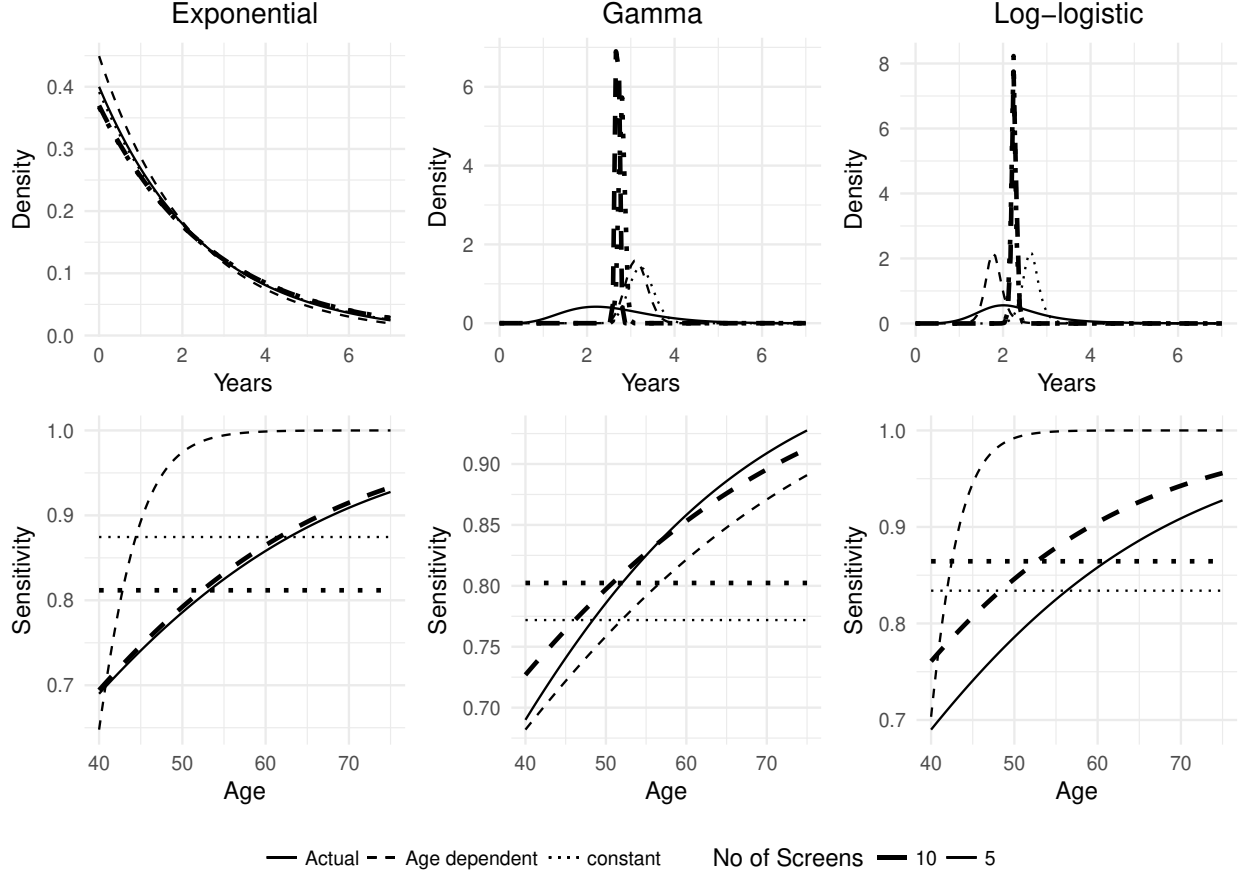 Exponential
Gamma
Log−logistic
Density
0.4
0.3
0.2
0.1
0.0
0 2 4 6
Years
Density
6
4
2
0
0 2 4 6
Years
Density
8
6
4
2
0
0 2 4 6
Years
Sensitivity
1.0
0.9
0.8
0.7
40 50 60 70
Age
Sensitivity
0.90
0.85
0.80
0.75
0.70
40 50 60 70
Age
Sensitivity
1.0
0.9
0.8
0.7
40 50 60 70
Age
Actual Age dependent constant No of Screens 10 5